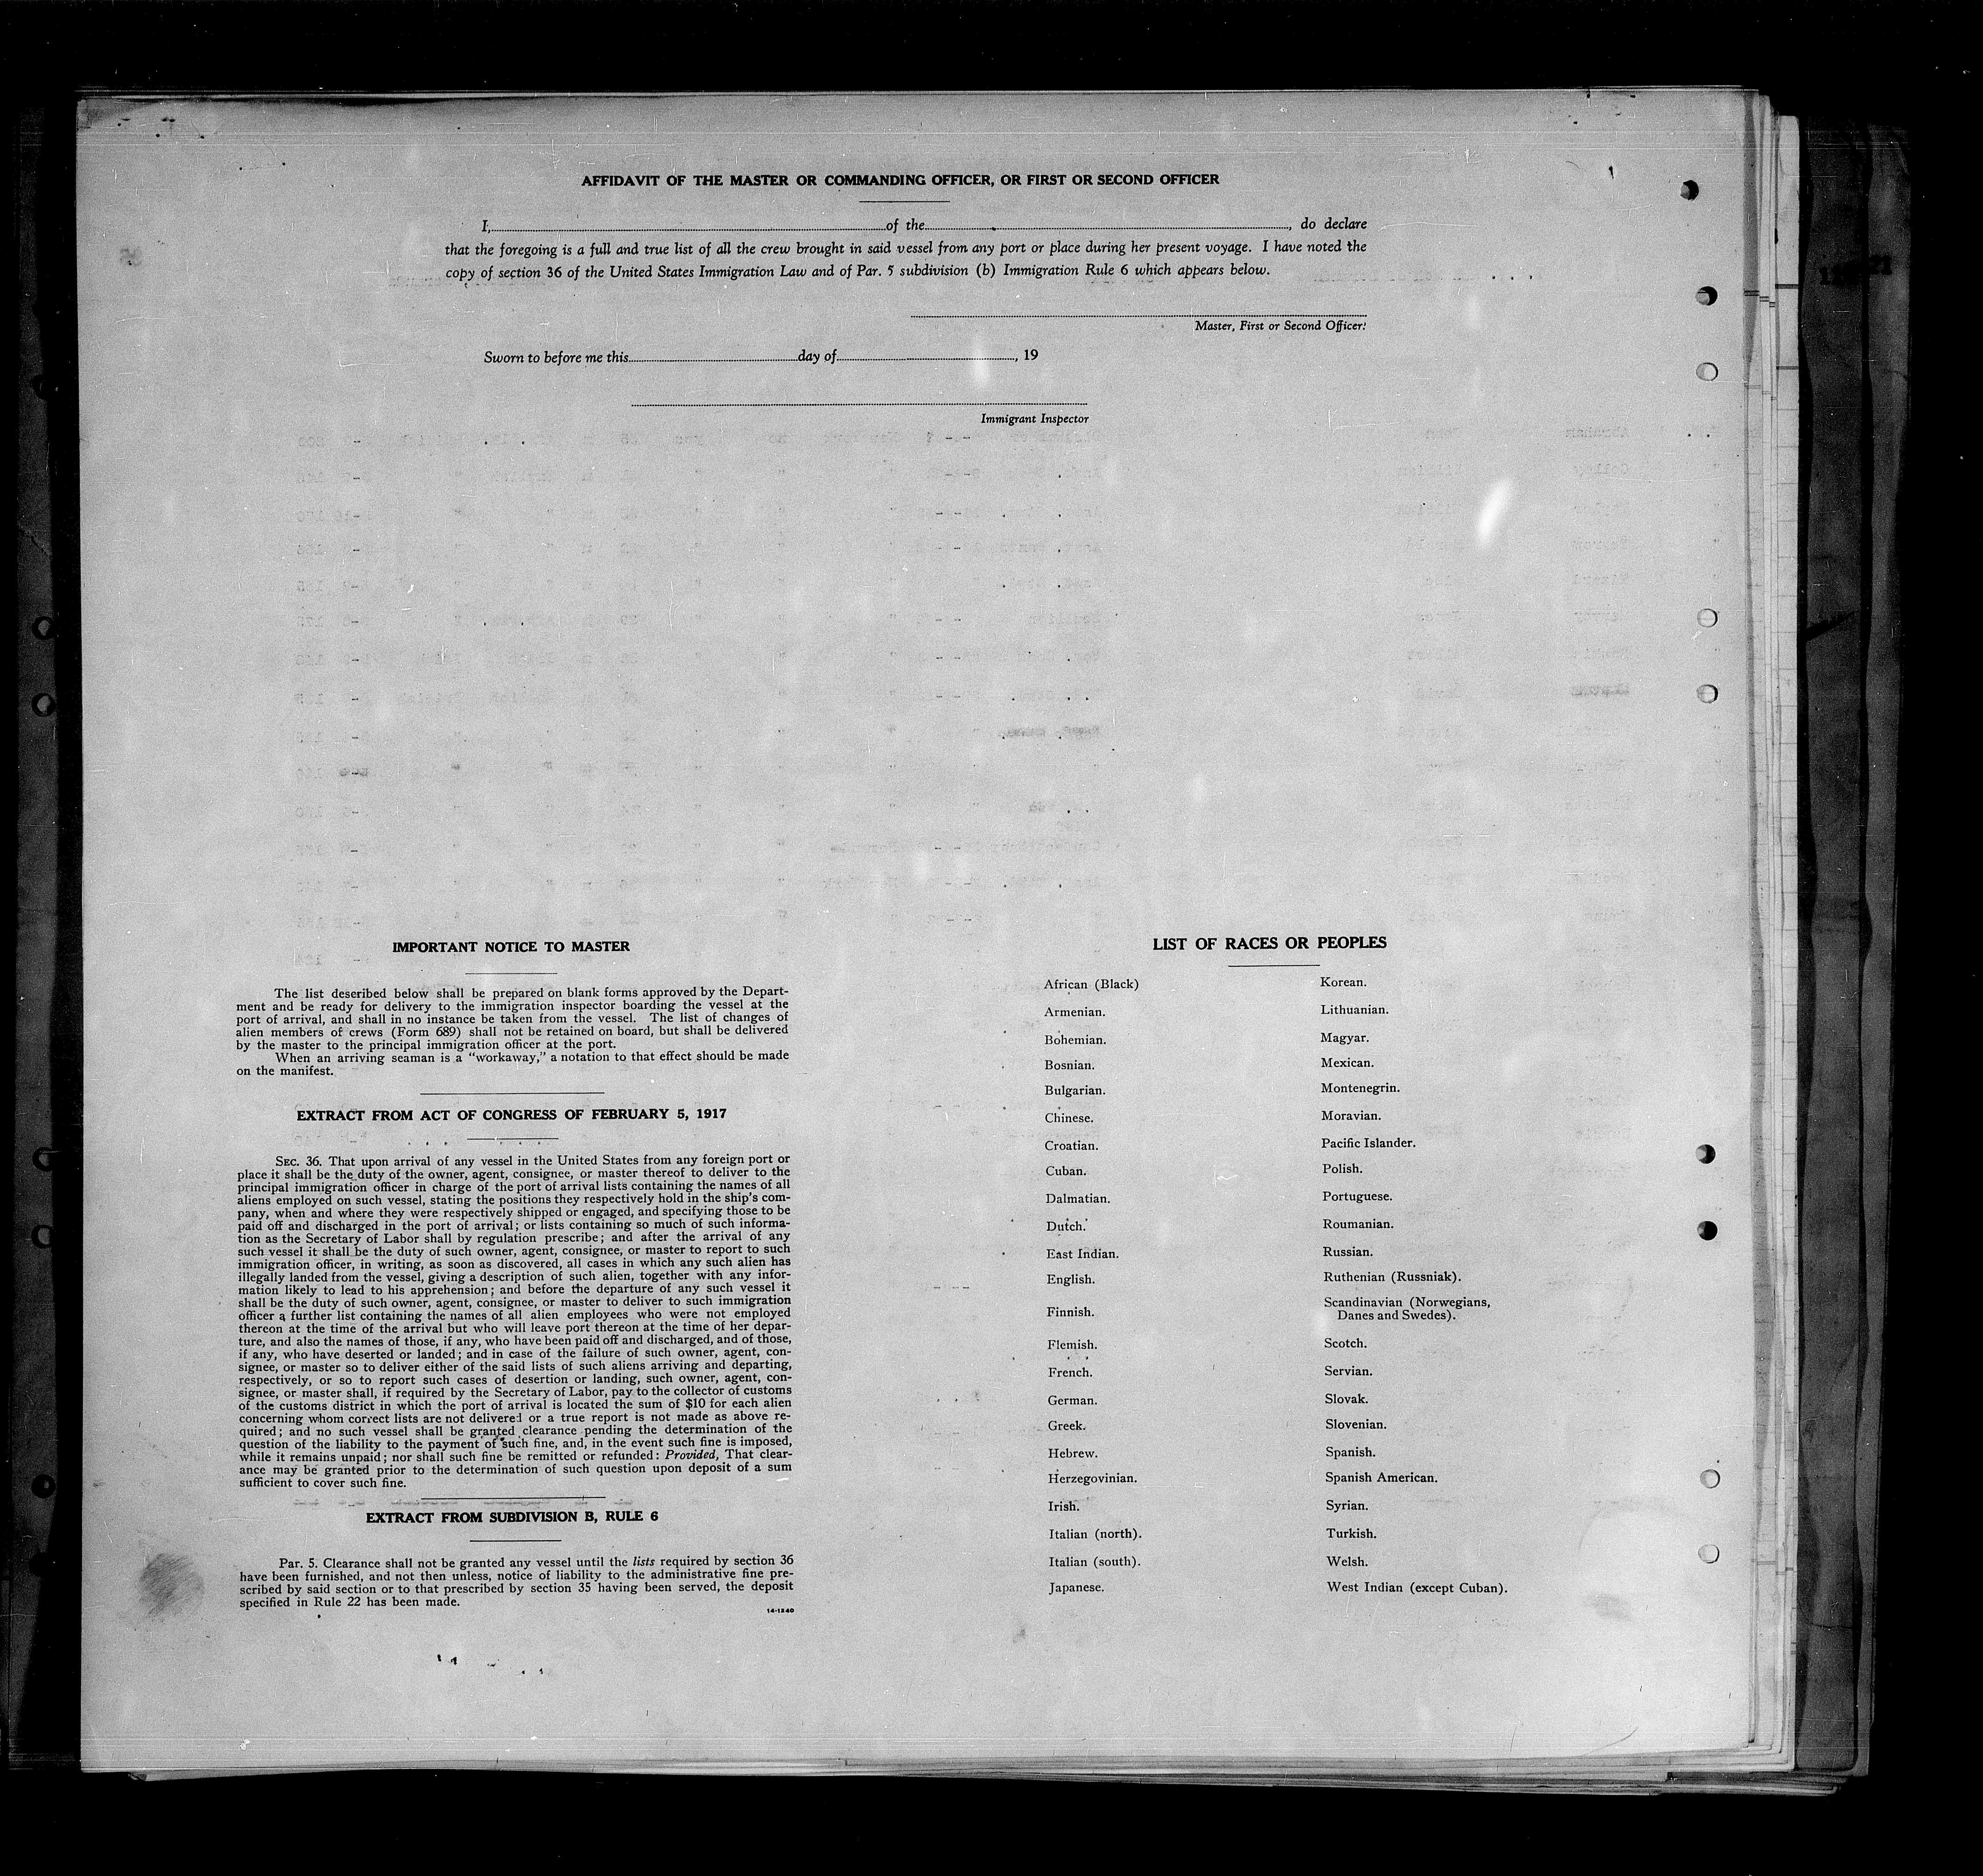 AFFIDAVIT OF THE MASTER OR COMMANDING OFFICER, OR FIRST OR SECOND OFFICER
I, of the , do declare
that the foregoing is a full and true list of all the crew brought in said vessel from any port or place during her present voyage. I have noted the
copy of section 36 of the United States Immigration Law and of Par. 5 subdivision (b) Immigration Rule 6 which appears below.
Master, First or Second Officer.
Sworn to before me this day of , 19
Immigrant Inspector
IMPORTANT NOTICE TO MASTER
The list described below shall be prepared on blank forms approved by the Depart-
ment and be ready for delivery to the immigration inspector boarding the vessel at the
port of arrival, and shall in no instance be taken from the vessel. The list of changes of
alien members of crews (Form 689) shall not be retained on board, but shall be delivered
by the master to the principal immigration officer at the port.
When an arriving seaman is a "workaway," a notation to that effect should be made
on the manifest.
EXTRACT FROM ACT OF CONGRESS OF FEBRUARY 5, 1917
SEC. 36. That upon arrival of any vessel in the United States from any foreign port or
place it shall be the duty of the owner, agent, consignee, or master thereof to deliver to the
principal immigration officer in charge of the port of arrival lists containing the names of all
aliens employed on such vessel, stating the positions they respectively hold in the ship's com-
pany, when and where they were respectively shipped or engaged, and specifying those to be
paid off and discharged in the port of arrival; or lists containing so much of such informa-
tion as the Secretary of Labor shall by regulation prescribe; and after the arrival of any
such vessel it shall be the duty of such owner, agent, consignee, or master to report to such
immigration officer, in writing, as soon as discovered, all cases in which any such alien has
illegally landed from the vessel, giving a description of such alien, together with any infor-
mation likely to lead to his apprehension; and before the departure of any such vessel it
shall be the duty of such owner, agent, consignee, or master to deliver to such immigration
officer a further list containing the names of all alien employees who were not employed
thereon at the time of the arrival but who will leave port thereon at the time of her depar-
ture, and also the names of those, if any, who have been paid off and discharged, and of those,
if any, who have deserted or landed; and in case of the failure of such owner, agent, con-
signee, or master so to deliver either of the said lists of such aliens arriving and departing,
respectively, or so to report such cases of desertion or landing, such owner, agent, con-
signee, or master shall, if required by the Secretary of Labor, pay to the collector of customs
of the customs district in which the port of arrival is located the sum of $10 for each alien
concerning whom correct lists are not delivered or a true report is not made as above re-
quired; and no such vessel shall be granted clearance pending the determination of the
question of the liability to the payment of such fine, and, in the event such fine is imposed,
while it remains unpaid; nor shall such fine be remitted or refunded: Provided, That clear-
ance may be granted prior to the determination of such question upon deposit of a sum
sufficient to cover such fine.
EXTRACT FROM SUBDIVISION B, RULE 6
Par. 5. Clearance shall not be granted any vessel until the lists required by section 36
have been furnished, and not then unless, notice of liability to the administrative fine pre-
scribed by said section or to that prescribed by section 35 having been served, the deposit
specified in Rule 22 has been made.
14-1240
LIST OF RACES OR PEOPLES
African (Black)
Armenian.
Bohemian.
Bosnian.
Bulgarian.
Chinese.
Croatian.
Cuban.
Dalmatian.
Dutch.
East Indian.
English.
Finnish.
Flemish.
French.
German.
Greek.
Hebrew.
Herzegovinian.
Irish.
Italian (north).
Italian (south).
Japanese.
Korean.
Lithuanian.
Magyar.
Mexican.
Montenegrin.
Moravian.
Pacific Islander.
Polish.
Portuguese.
Roumanian.
Russian.
Ruthenian (Russniak).
Scandinavian (Norwegians,
Danes and Swedes).
Scotch.
Servian.
Slovak.
Slovenian.
Spanish.
Spanish American.
Syrian.
Turkish.
Welsh.
West Indian (except Cuban).